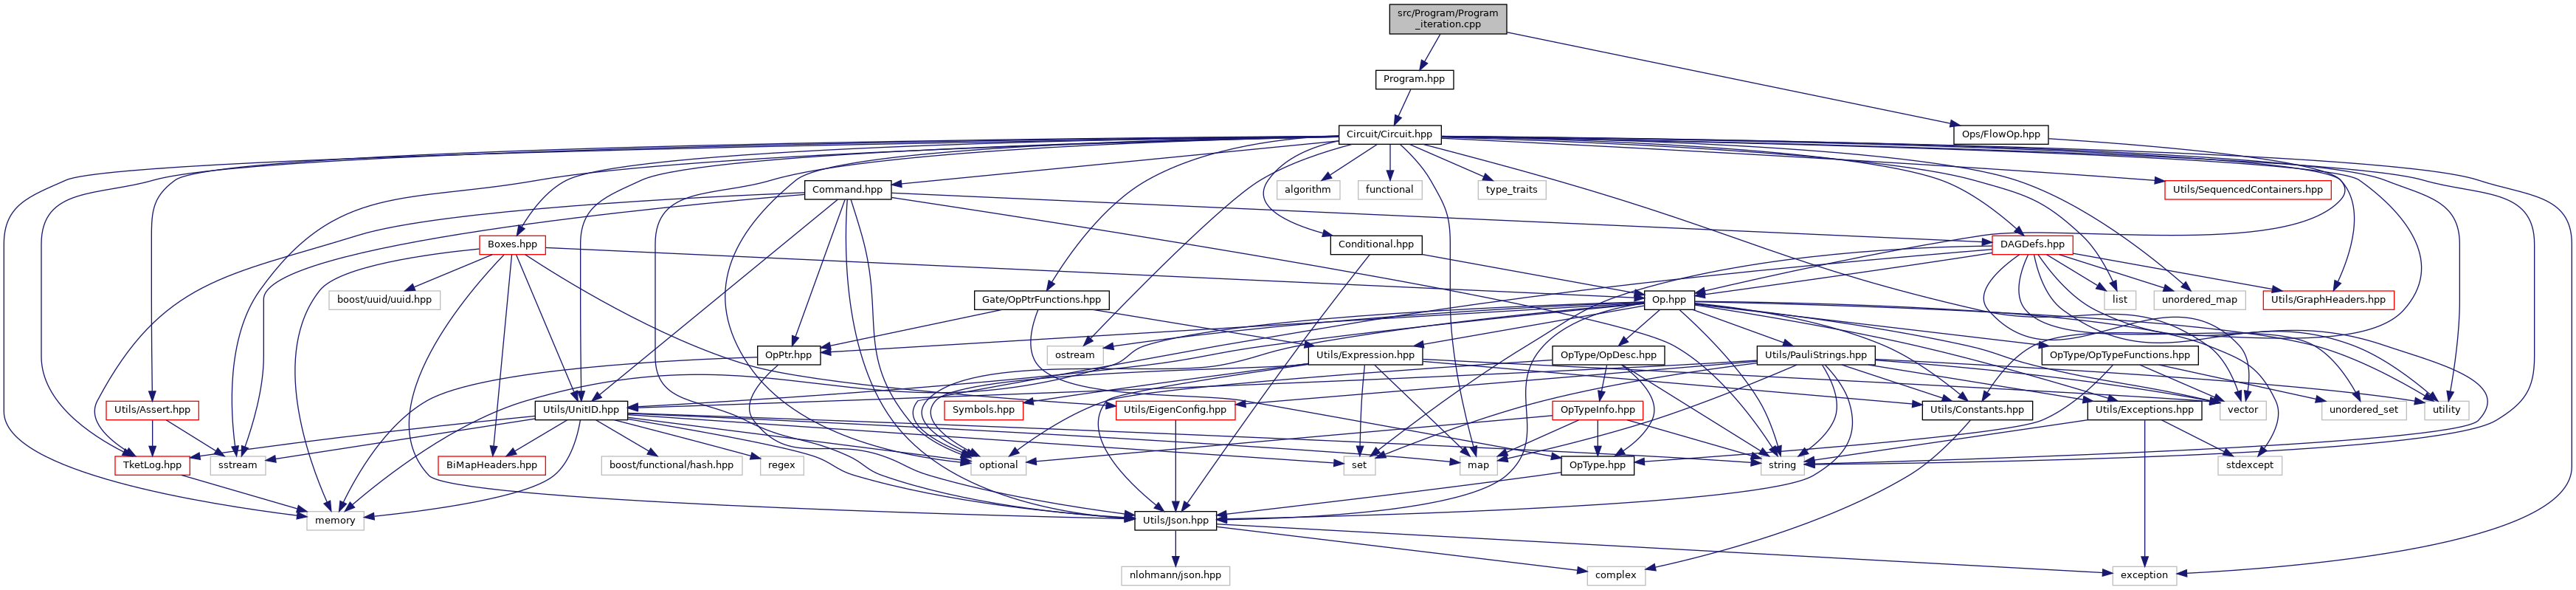 src/Program/Program
_iteration.cpp
Program.hpp
Circuit/Circuit.hpp
Ops/FlowOp.hpp
Command.hpp
algorithm
functional
type_traits
Utils/SequencedContainers.hpp
Boxes.hpp
Conditional.hpp
DAGDefs.hpp
boost/uuid/uuid.hpp
Gate/OpPtrFunctions.hpp
Op.hpp
list
unordered_map
Utils/GraphHeaders.hpp
OpPtr.hpp
ostream
Utils/Expression.hpp
OpType/OpDesc.hpp
Utils/PauliStrings.hpp
OpType/OpTypeFunctions.hpp
Utils/Assert.hpp
Utils/UnitID.hpp
Symbols.hpp
Utils/EigenConfig.hpp
OpTypeInfo.hpp
Utils/Constants.hpp
Utils/Exceptions.hpp
vector
unordered_set
utility
TketLog.hpp
sstream
BiMapHeaders.hpp
boost/functional/hash.hpp
regex
optional
set
map
OpType.hpp
string
stdexcept
memory
Utils/Json.hpp
nlohmann/json.hpp
complex
exception